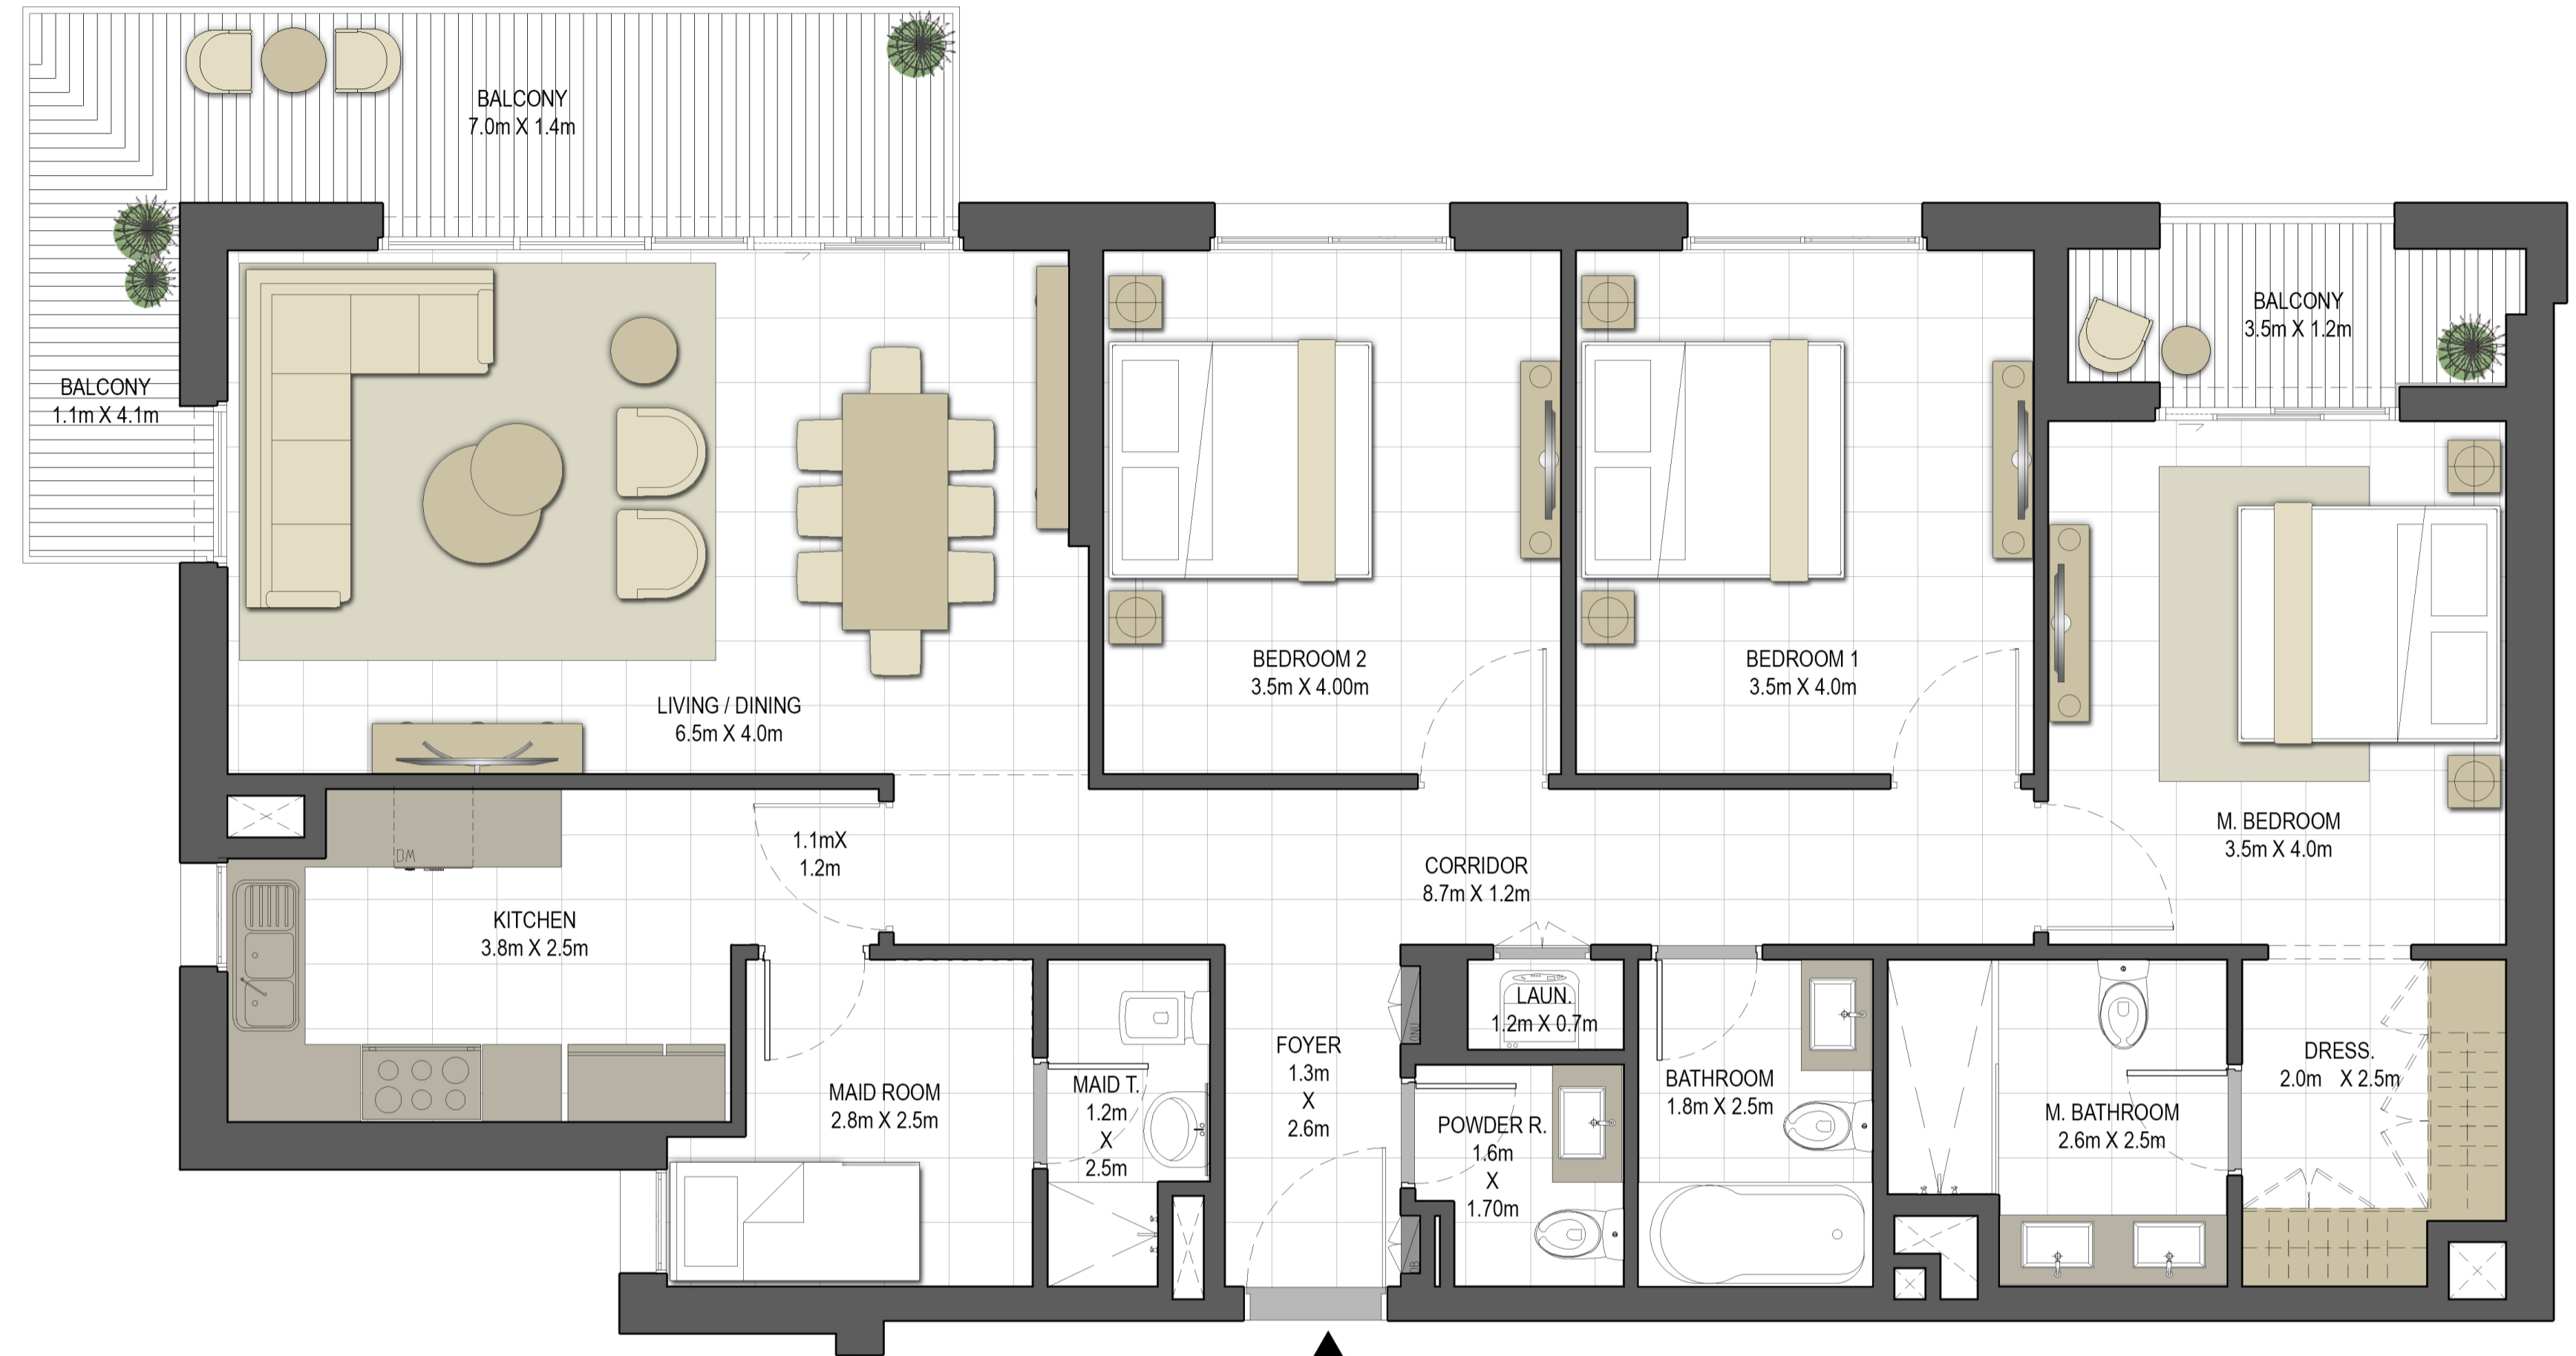 BALCONY
7.0m X 1.4m
BALCONY
1.1m X 4.1m
BALCONY
3.5m X 1.2m
LIVING / DINING
6.5m X 4.0m
BEDROOM 2
3.5m X 4.00m
BEDROOM 1
3.5m X 4.0m
M. BEDROOM
3.5m X 4.0m
1.1mX
1.2m
BM
CORRIDOR
8.7m X 1.2m
KITCHEN
3.8m X 2.5m
MAID ROOM
2.8m X 2.5m
MAID T.
1.2m
X
2.5m
FOYER
1.3m
X
2.6m
LAUN.
1.2m X 0.7m
POWDER R.
1.6m
X
1.70m
BATHROOM
1.8m X 2.5m
M. BATHROOM
2.6m X 2.5m
DRESS.
2.0m X 2.5m